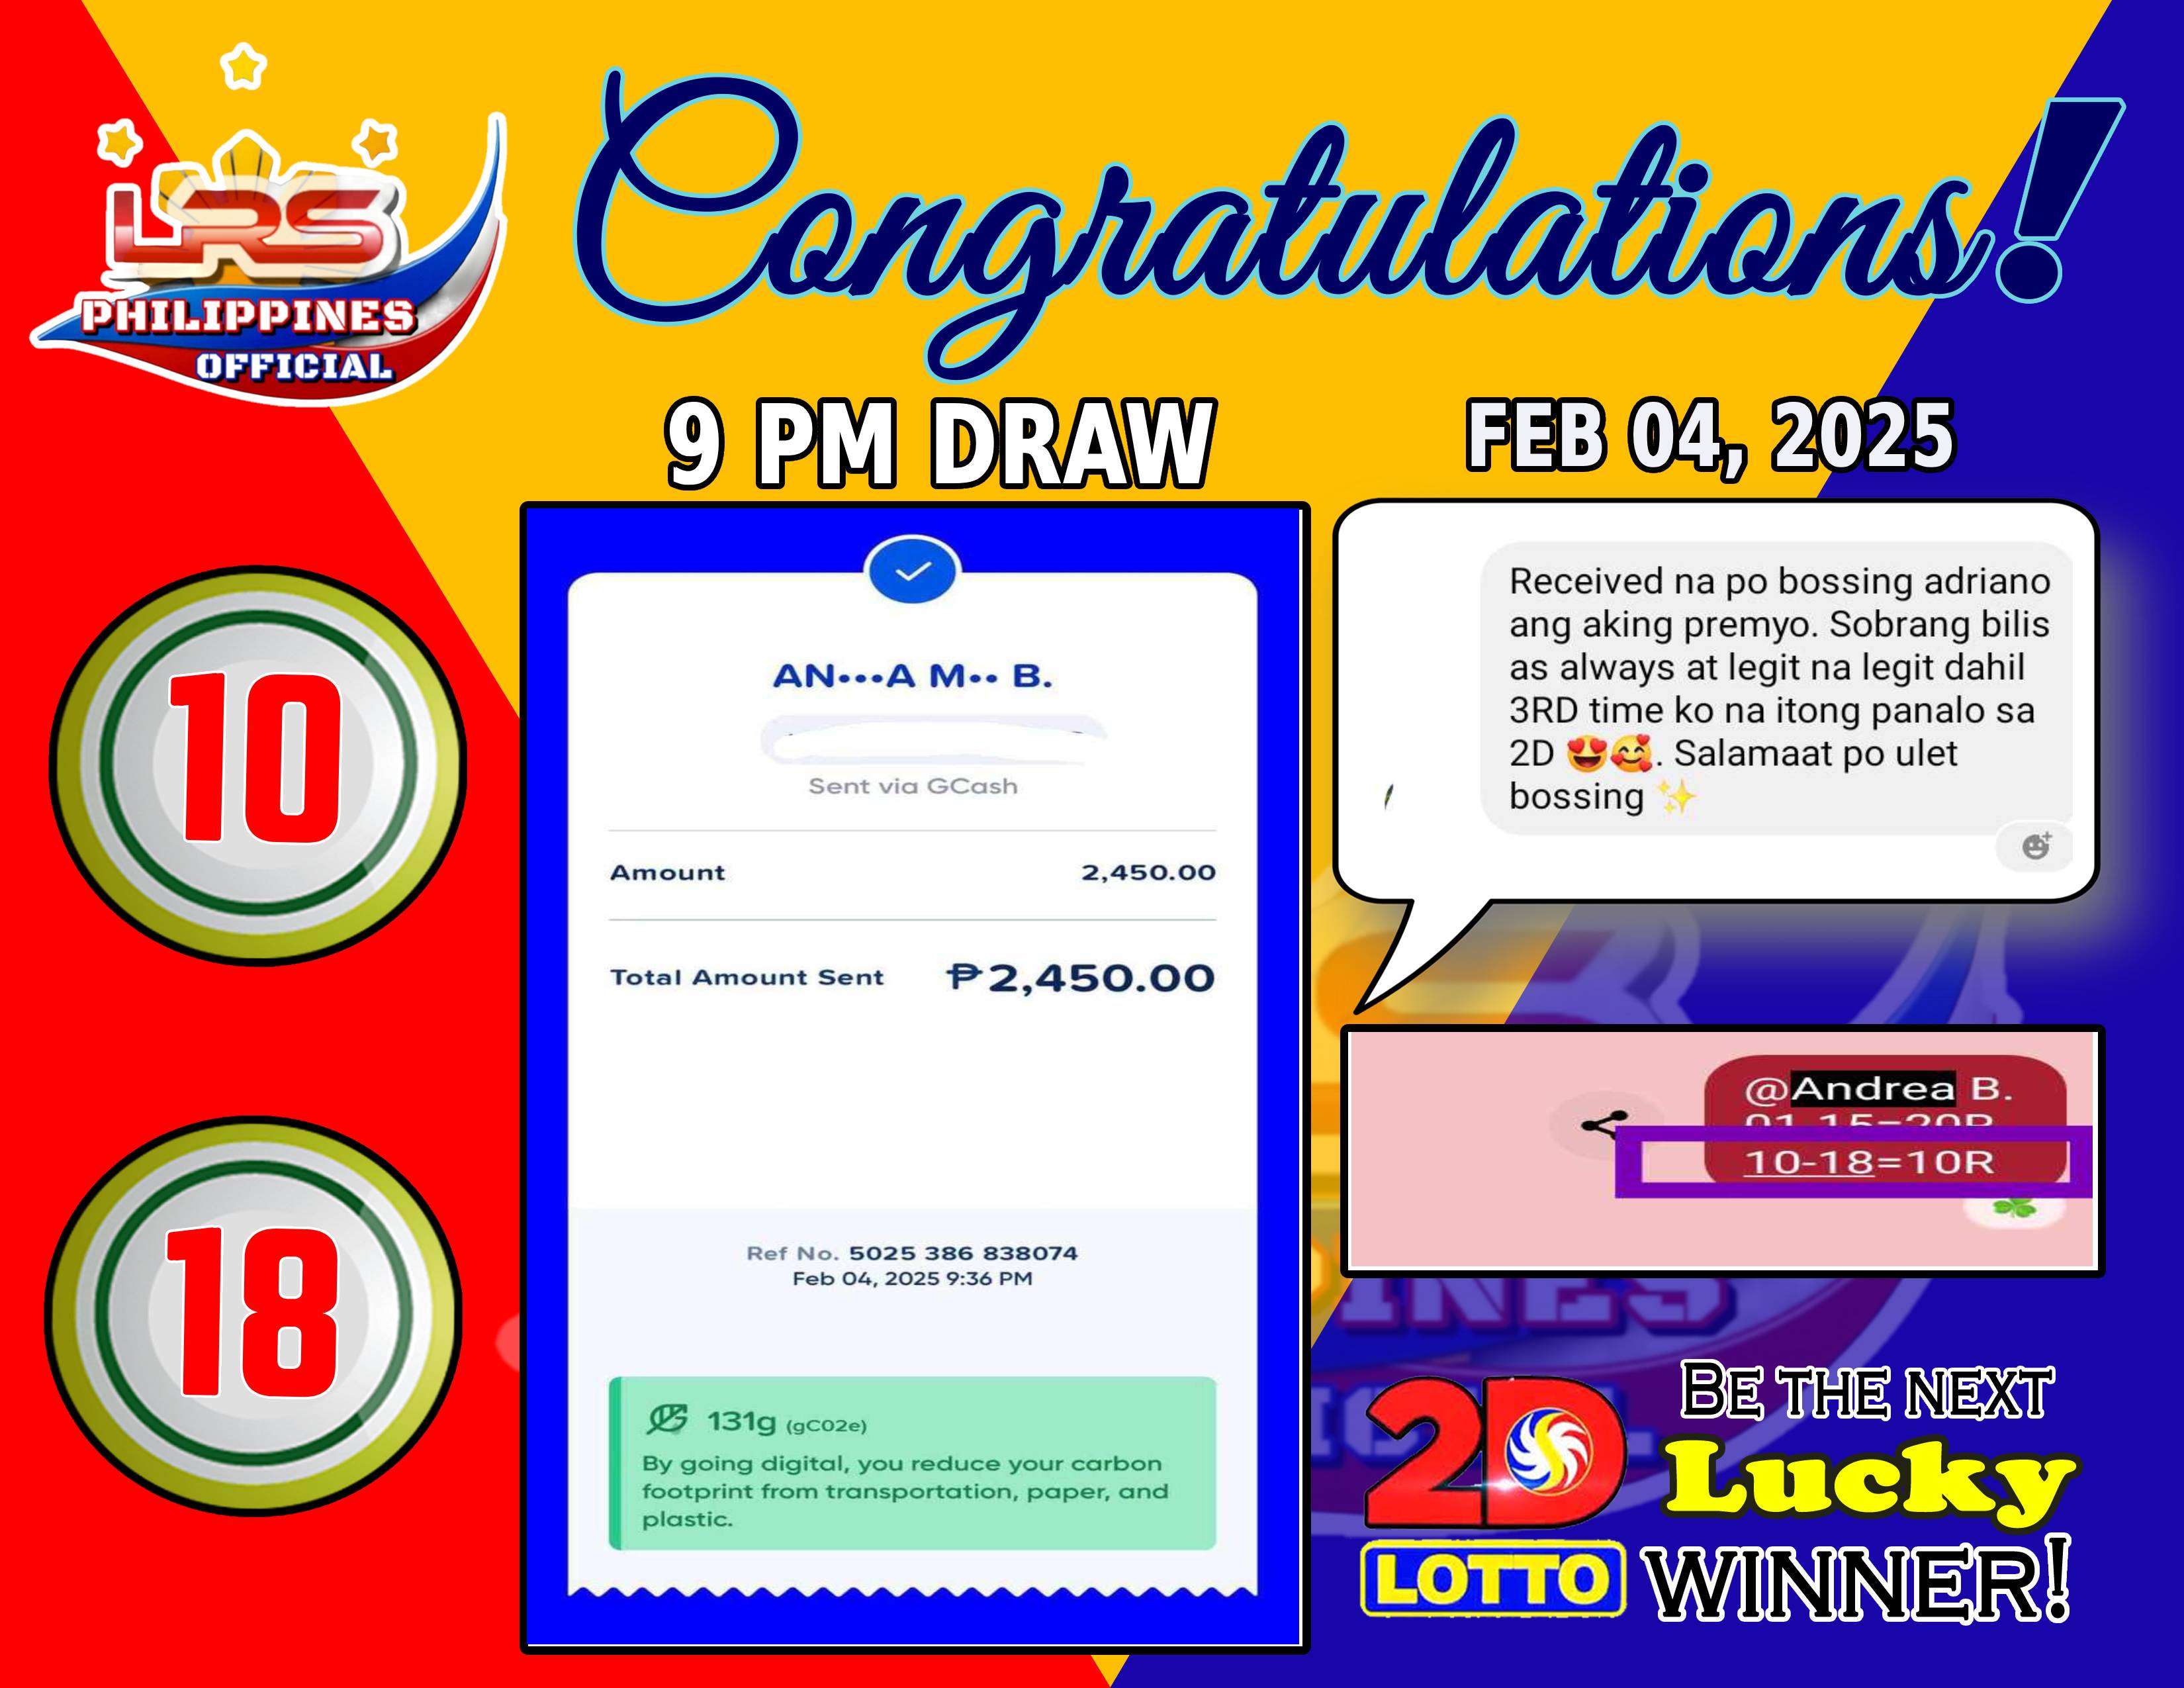 LRS
PHILIPPINES
OFFICIAL
Congratulations!
9 PM DRAW
FEB 04, 2025
10
18
AN•••A M•• B.
Sent via GCash
Amount 2,450.00
Total Amount Sent ₱2,450.00
Ref No. 5025 386 838074
Feb 04, 2025 9:36 PM
131g (gCO2e)
By going digital, you reduce your carbon
footprint from transportation, paper, and
plastic.
Received na po bossing adriano
ang aking premyo. Sobrang bilis
as always at legit na legit dahil
3RD time ko na itong panalo sa
2D 😍🥰. Salamaat po ulet
bossing ✨
@Andrea B.
01-15=20R
10-18=10R
2D
LOTTO
BE THE NEXT
Lucky
WINNER!